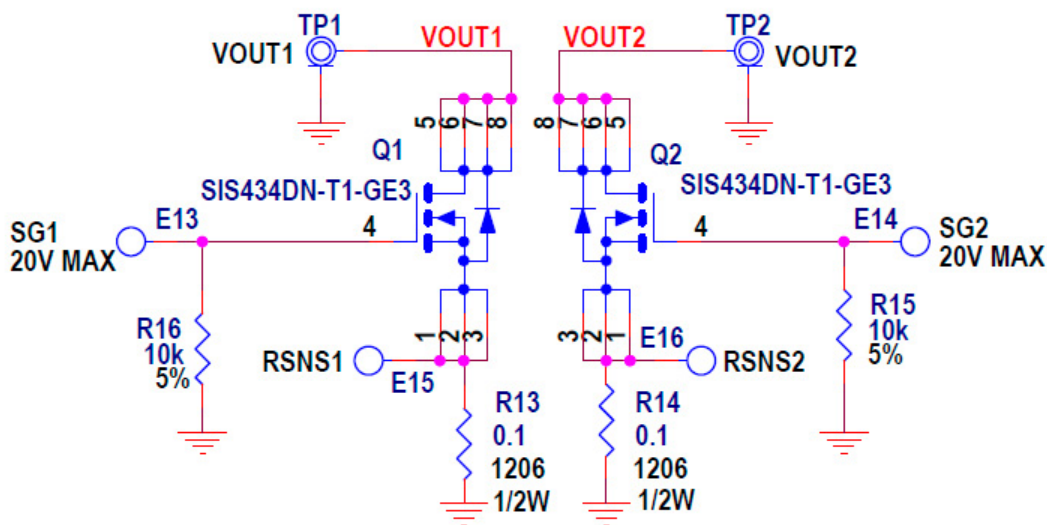 TP1
VOUT1
VOUT1
TP2
VOUT2
VOUT2
5 6 7 8
8 7 6 5
Q1
SIS434DN-T1-GE3
Q2
SIS434DN-T1-GE3
E13
4
SG1
20V MAX
4
E14
SG2
20V MAX
R16
10k
5%
1 2 3
3 2 1
R15
10k
5%
RSNS1
E15
E16
RSNS2
R13
0.1
1206
1/2W
R14
0.1
1206
1/2W